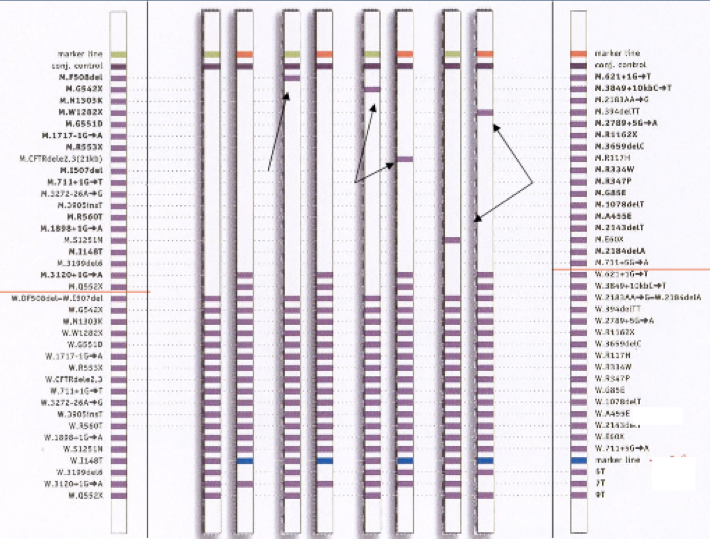 marker line
conj. control
M.F508del
M.G542X
M.N1303K
M.W1282X
M.G551D
M.1717-1G→A
M.R553X
M.CFTRdele2,3(21kb)
M.I507del
M.711+1G→T
M.3272-26A→G
M.3905insT
M.R560T
M.1898+1G→A
M.S1251N
M.I148T
M.3199del6
M.3120+1G→A
M.Q552X
W.DF508del-W.I507del
W.G542X
W.N1303K
W.W1282X
W.G551D
W.1717-1G→A
W.R553X
W.CFTRdele2,3
W.711+1G→T
W.3272-26A→G
W.3905insT
W.R560T
W.1898+1G→A
W.S1251N
W.I148T
W.3199del6
W.3120+1G→A
W.Q552X
marker line
conj. control
M.621+1G→T
M.3849+10kbC→T
M.2183AA→G
M.394delTT
M.2789+5G→A
M.R1162X
M.3659delC
M.R117H
M.R334W
M.R347P
M.G85E
M.1078delT
M.A455E
M.2143delT
M.E60X
M.2184delA
M.711+5G→A
W.621+1G→T
W.3849+10kbC→T
W.2183AA→G-W.2184delA
W.394delTT
W.2789+5G→A
W.R1162X
W.3659delC
W.R117H
W.R334W
W.R347P
W.G85E
W.1078delT
W.A455E
W.2143delT
W.E60X
W.711+5G→A
marker line
5T
7T
9T